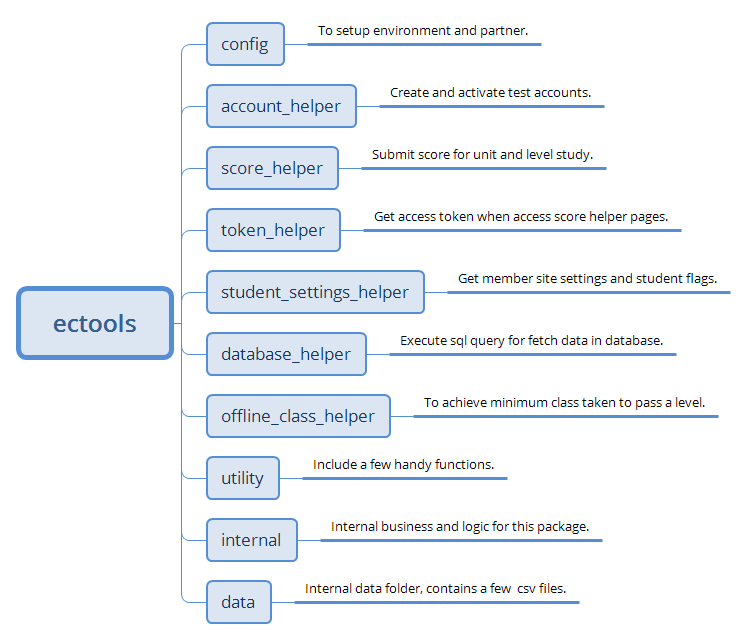 config
To setup environment and partner.
account_helper
Create and activate test accounts.
score_helper
Submit score for unit and level study.
token_helper
Get access token when access score helper pages.
ectools
student_settings_helper
Get member site settings and student flags.
database_helper
Execute sql query for fetch data in database.
offline_class_helper
To achieve minimum class taken to pass a level.
utility
Include a few handy functions.
internal
Internal business and logic for this package.
data
Internal data folder, contains a few  csv files.